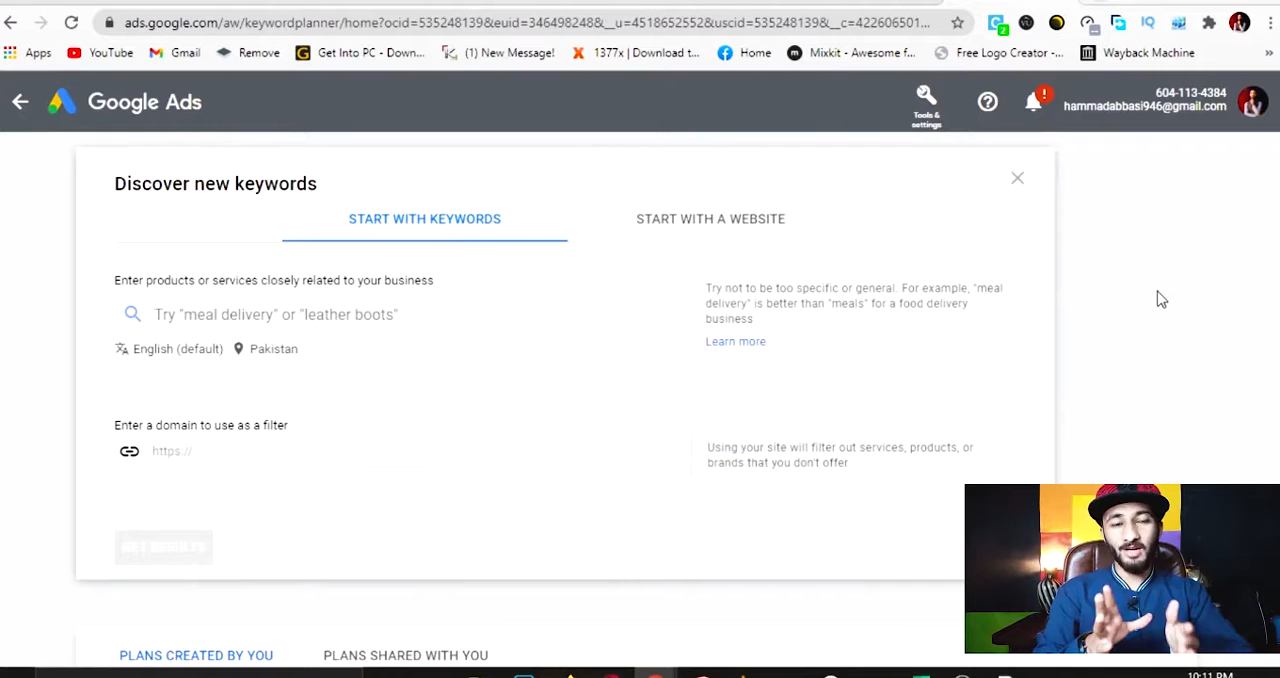 ads.google.com/aw/keywordplanner/home?ocid=535248139&euid=346498248&__u=4518652552&uscid=535248139&__c=422606501...
2
Apps YouTube Gmail Remove Get Into PC - Down... (1) New Message! 1377x | Download t... Home Mixkit - Awesome f... Free Logo Creator -... Wayback Machine »
Google Ads
Tools &
settings
!
604-113-4384
hammadabbasi946@gmail.com
Discover new keywords
START WITH KEYWORDS
START WITH A WEBSITE
Enter products or services closely related to your business
Try "meal delivery" or "leather boots"
English (default) Pakistan
Try not to be too specific or general. For example, "meal
delivery" is better than "meals" for a food delivery
business
Learn more
Enter a domain to use as a filter
https://
Using your site will filter out services, products, or
brands that you don't offer
GET RESULTS
PLANS CREATED BY YOU
PLANS SHARED WITH YOU
10:11 PM